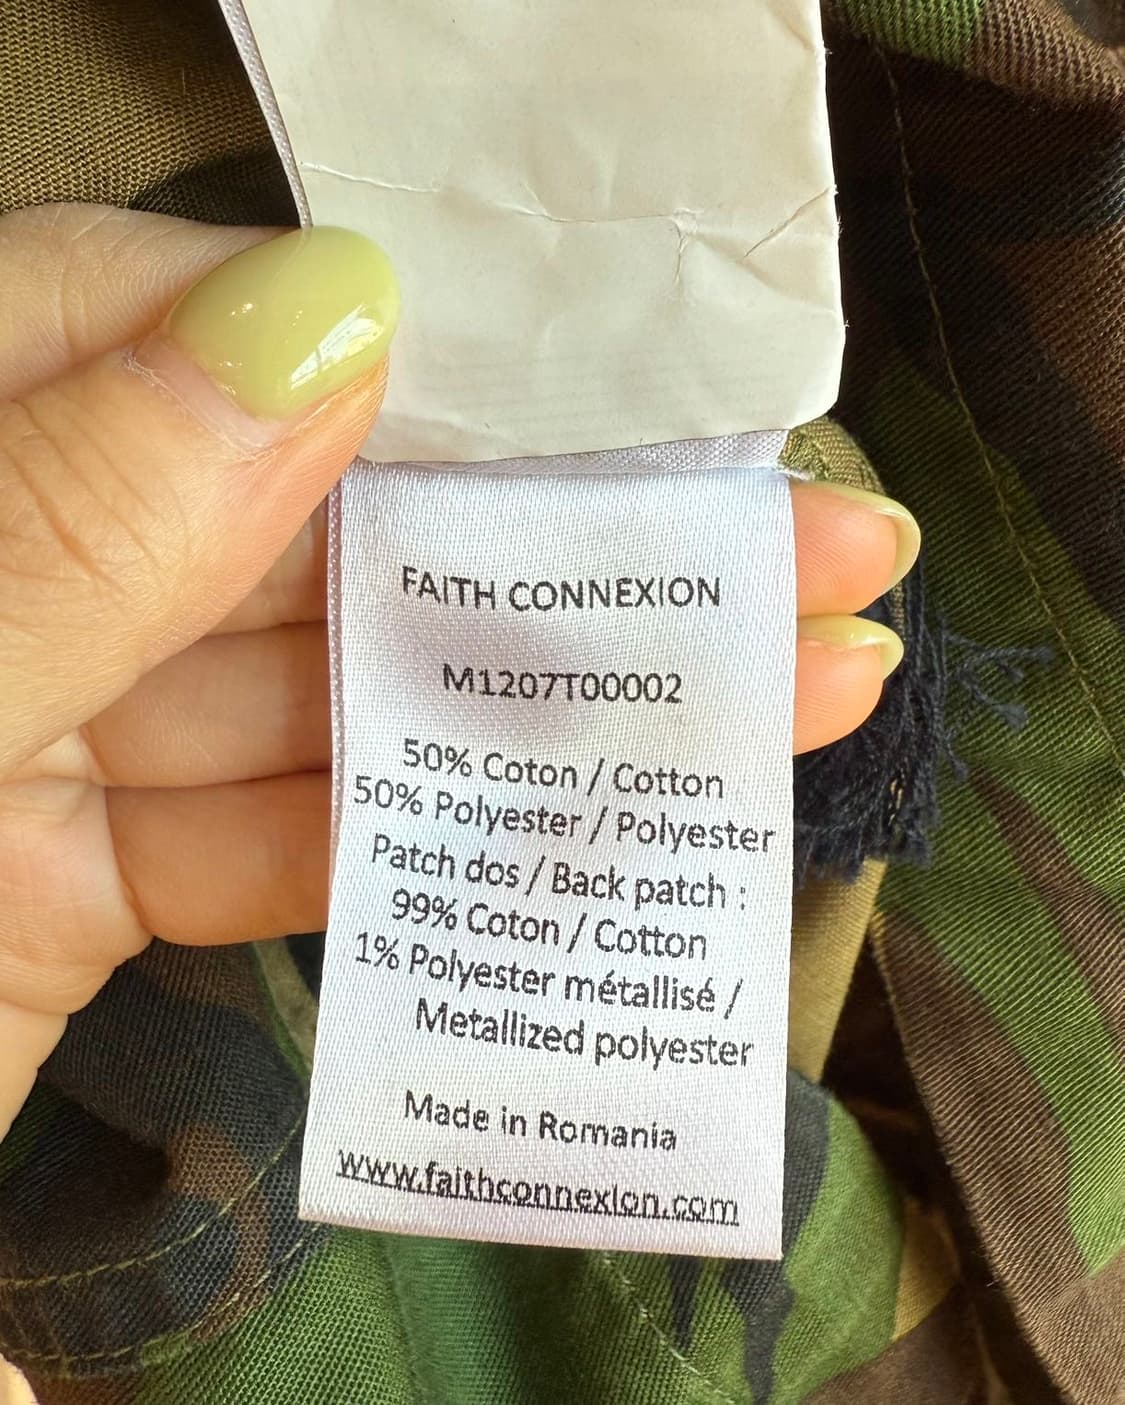 FAITH CONNEXION
M1207T00002
50% Coton / Cotton
50% Polyester / Polyester
Patch dos / Back patch :
99% Coton / Cotton
1% Polyester métallisé /
Metallized polyester
Made in Romania
www.faithconnexion.com